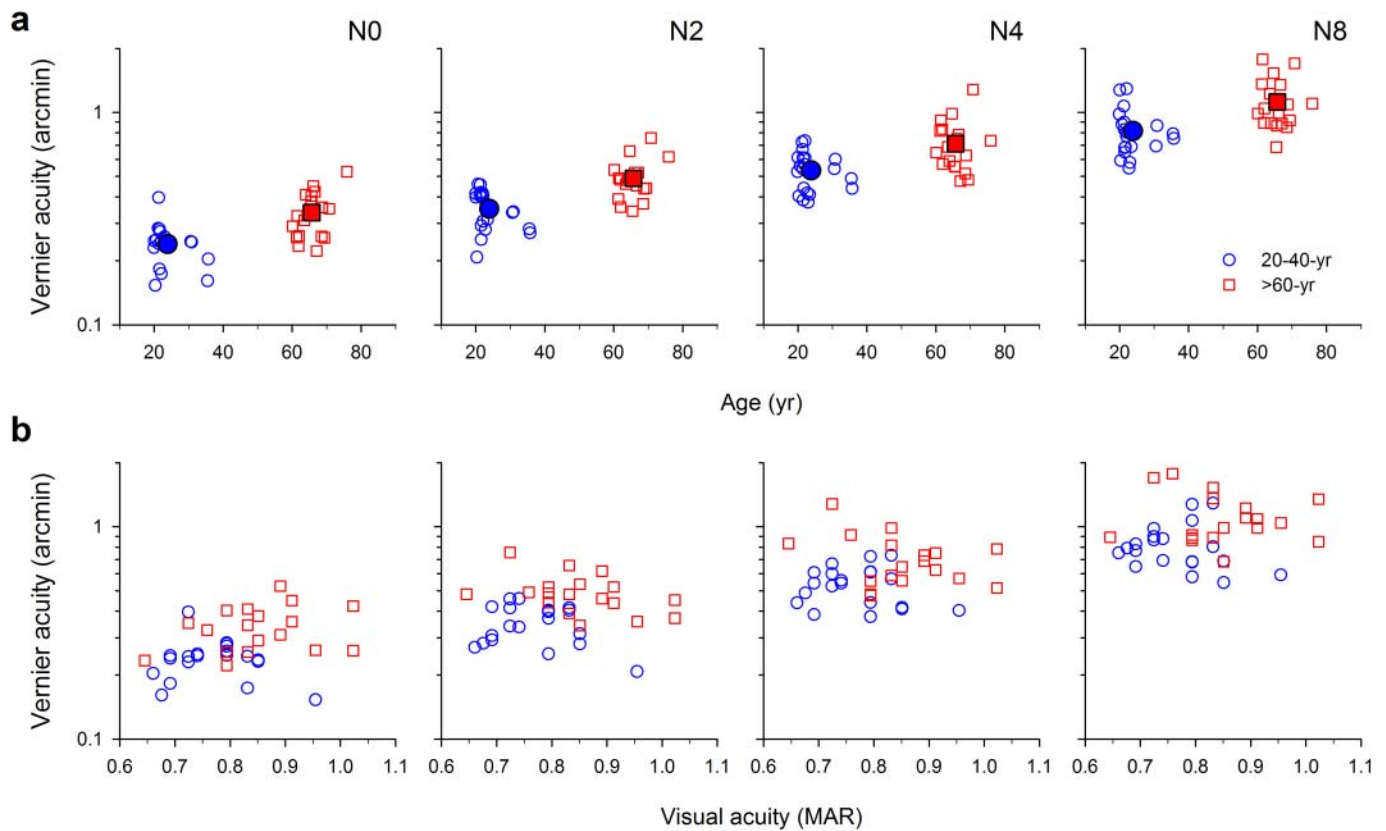 a
N0
N2
N4
N8
Vernier acuity (arcmin)
1
0.1
20-40-yr
>60-yr
20 40 60 80
20 40 60 80
20 40 60 80
20 40 60 80
Age (yr)
b
Vernier acuity (arcmin)
1
0.1
0.6 0.7 0.8 0.9 1.0 1.1
0.6 0.7 0.8 0.9 1.0 1.1
0.6 0.7 0.8 0.9 1.0 1.1
0.6 0.7 0.8 0.9 1.0 1.1
Visual acuity (MAR)